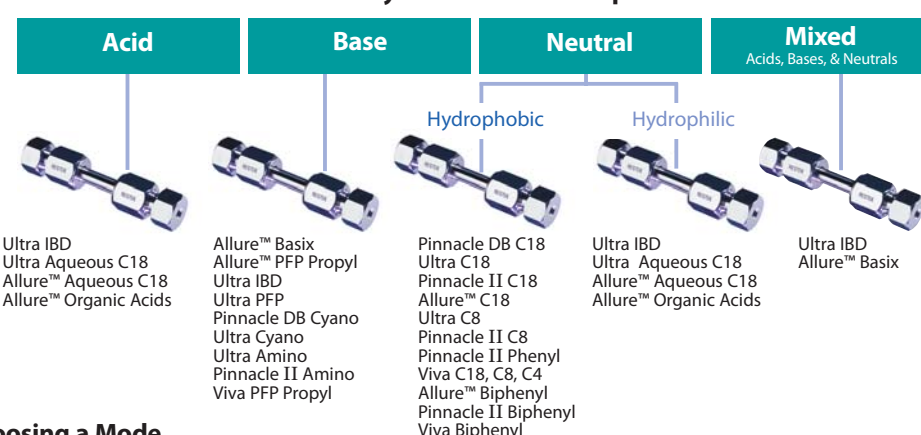 Acid
Base
Neutral
Mixed
Acids, Bases, & Neutrals
Hydrophobic
Hydrophilic
Ultra IBD
Ultra Aqueous C18
Allure™ Aqueous C18
Allure™ Organic Acids
Allure™ Basix
Allure™ PFP Propyl
Ultra IBD
Ultra PFP
Pinnacle DB Cyano
Ultra Cyano
Ultra Amino
Pinnacle II Amino
Viva PFP Propyl
Pinnacle DB C18
Ultra C18
Pinnacle II C18
Allure™ C18
Ultra C8
Pinnacle II C8
Pinnacle II Phenyl
Viva C18, C8, C4
Allure™ Biphenyl
Pinnacle II Biphenyl
Viva Biphenyl
Ultra IBD
Ultra Aqueous C18
Allure™ Aqueous C18
Allure™ Organic Acids
Ultra IBD
Allure™ Basix
oosing a Mode